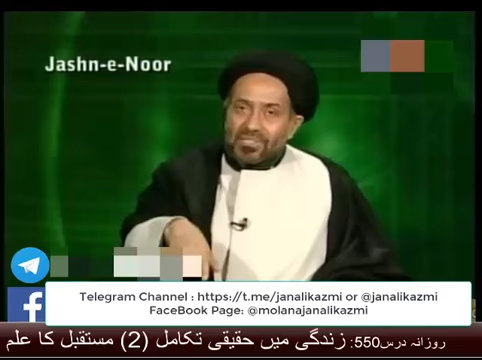 Jashn-e-Noor
Telegram Channel : https://t.me/janalikazmi or @janalikazmi
FaceBook Page: @molanajanalikazmi
روزانہ درس550: زندگی میں حقیقی تکامل (2) مستقبل کا علم